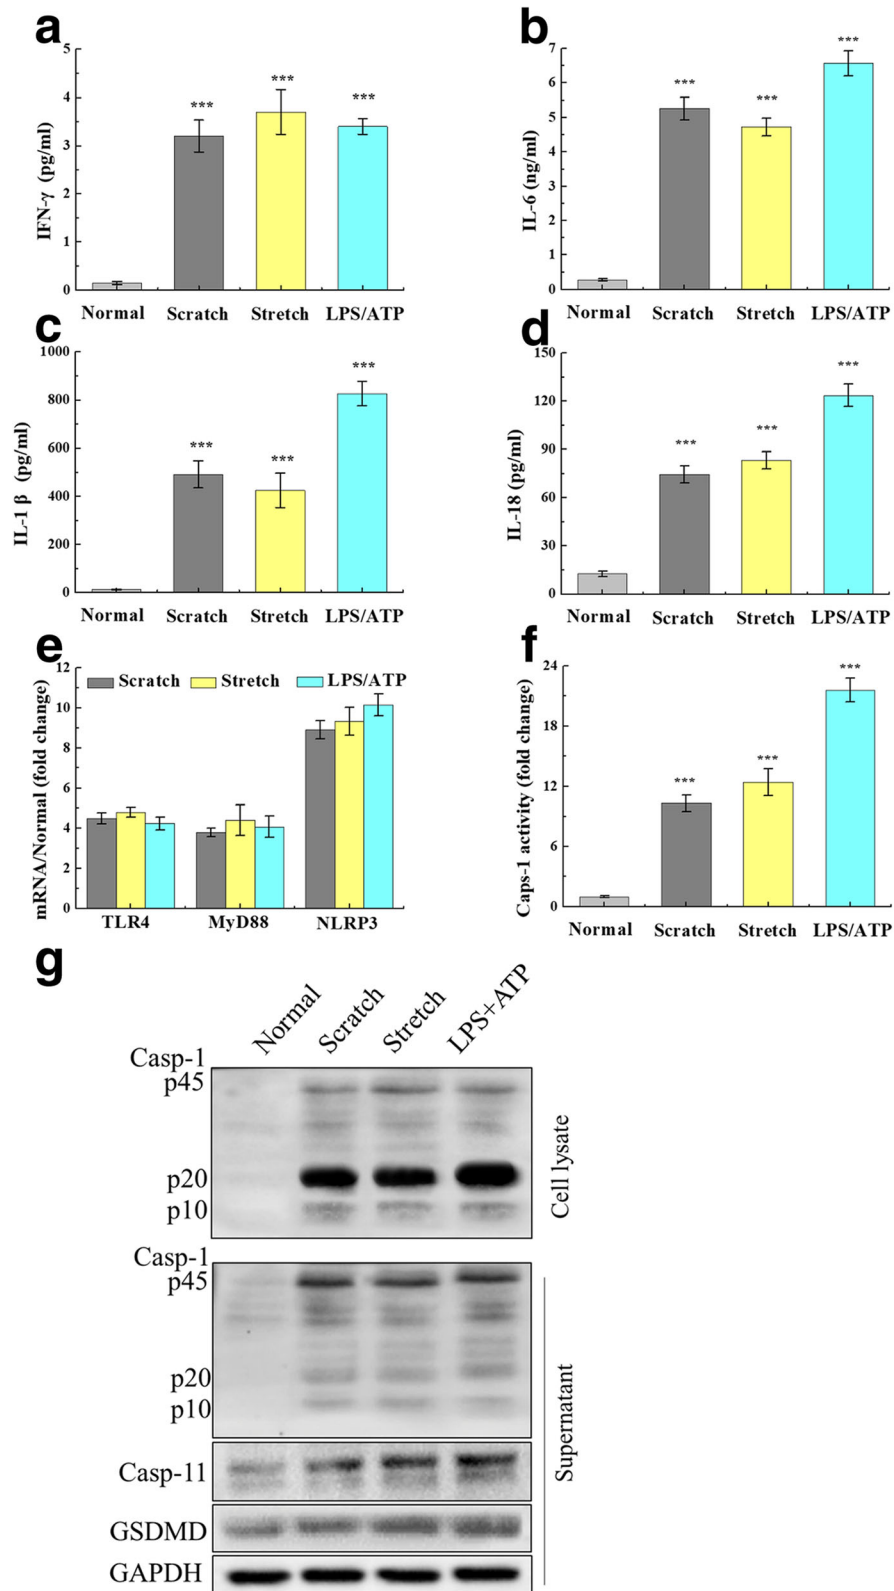 a
IFN-γ (pg/ml)
5
4
3
2
1
0
***
***
***
Normal Scratch Stretch LPS/ATP
b
IL-6 (ng/ml)
7
6
5
4
3
2
1
0
***
***
***
Normal Scratch Stretch LPS/ATP
c
IL-1 β (pg/ml)
1000
800
600
400
200
0
***
***
***
Normal Scratch Stretch LPS/ATP
d
IL-18 (pg/ml)
150
120
90
60
30
0
***
***
***
Normal Scratch Stretch LPS/ATP
e
mRNA/Normal (fold change)
12
10
8
6
4
2
0
Scratch Stretch LPS/ATP
TLR4 MyD88 NLRP3
f
Caps-1 activity (fold change)
24
18
12
6
0
***
***
***
Normal Scratch Stretch LPS/ATP
g
Normal Scratch Stretch LPS+ATP
Casp-1
p45
p20
p10
Cell lysate
Casp-1
p45
p20
p10
Casp-11
GSDMD
GAPDH
Supernatant